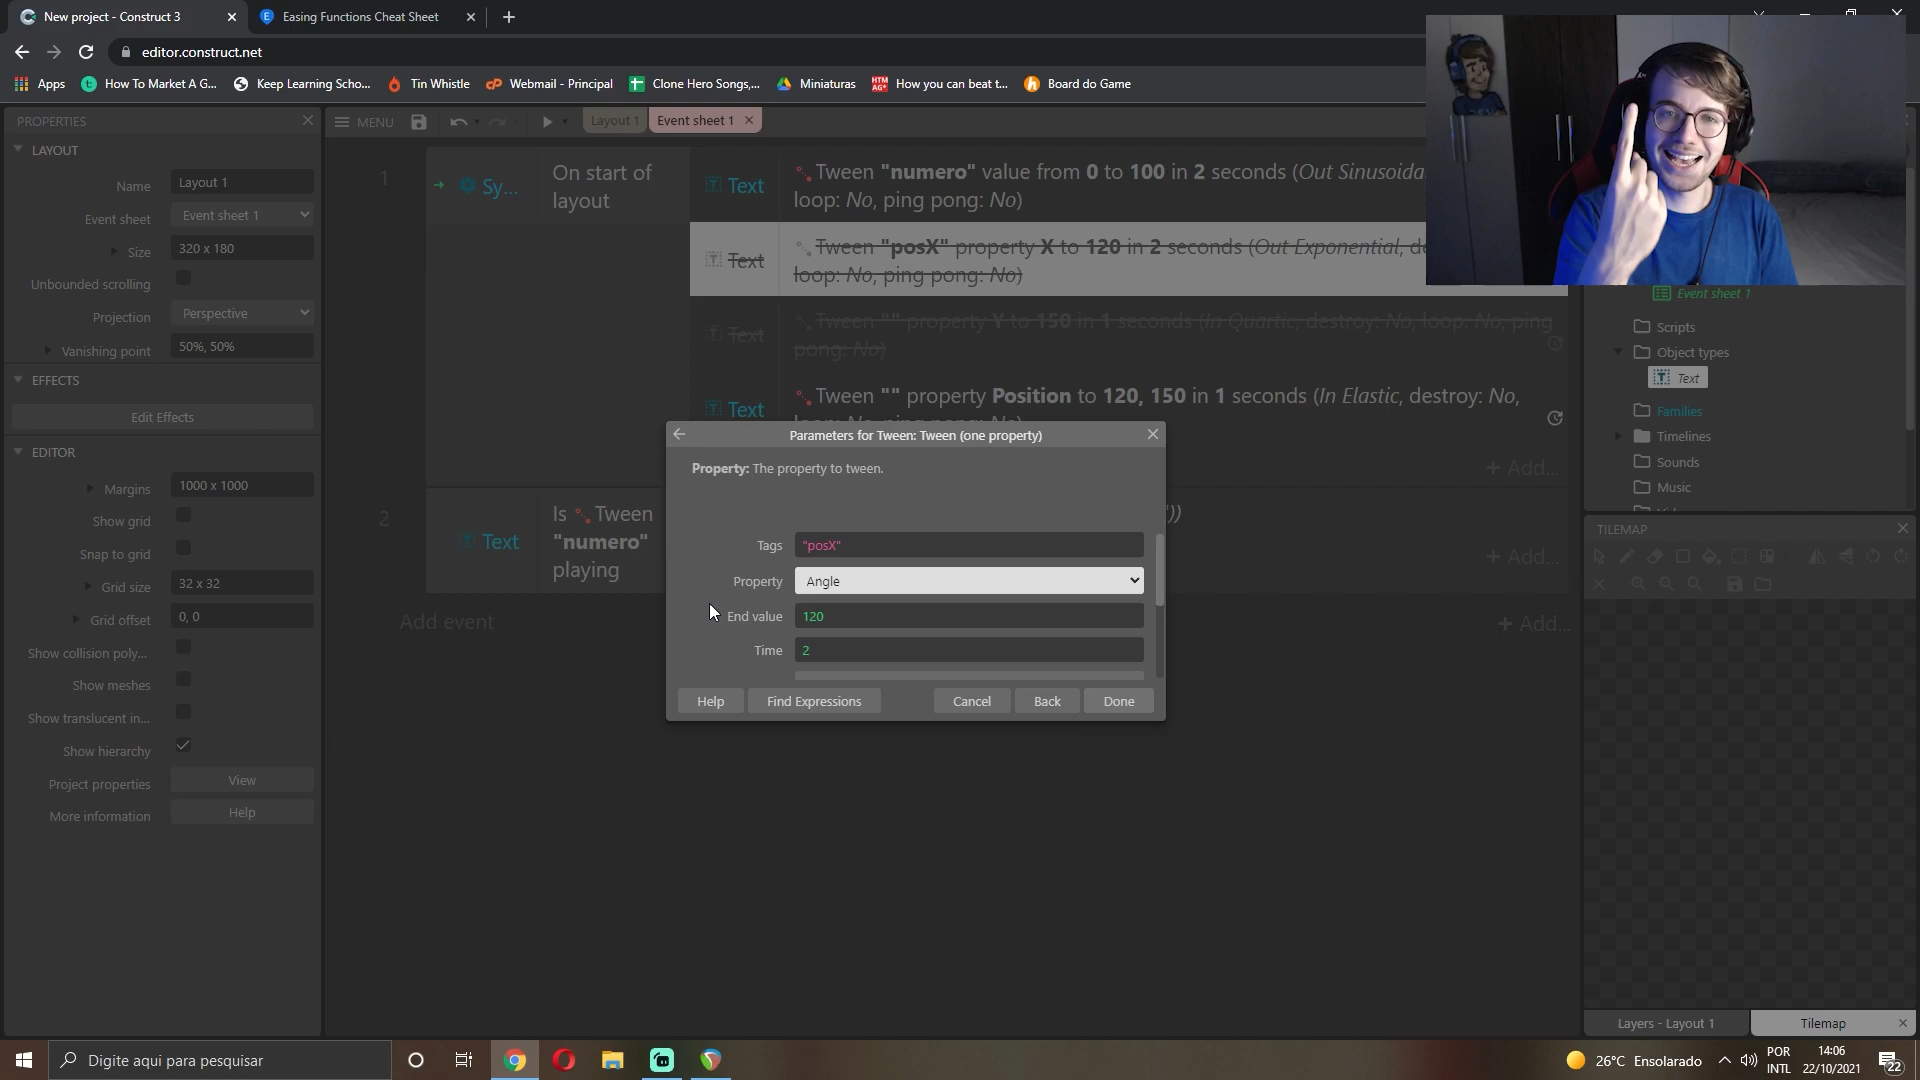 New project - Construct 3
Easing Functions Cheat Sheet
editor.construct.net
Apps
How To Market A G...
Keep Learning Scho...
Tin Whistle
Webmail - Principal
Clone Hero Songs,...
Miniaturas
How you can beat t...
Board do Game
PROPERTIES
MENU
Layout 1
Event sheet 1
LAYOUT
Name
Layout 1
Event sheet
Event sheet 1
Size
320 x 180
Unbounded scrolling
Projection
Perspective
Vanishing point
50%, 50%
EFFECTS
Edit Effects
EDITOR
Margins
1000 x 1000
Show grid
Snap to grid
Grid size
32 x 32
Grid offset
0, 0
Show collision poly...
Show meshes
Show translucent in...
Show hierarchy
Project properties
View
More information
Help
1
Sy...
On start of
layout
Text
Tween "numero" value from 0 to 100 in 2 seconds (Out Sinusoida
loop: No, ping pong: No)
Text
Tween "posX" property X to 120 in 2 seconds (Out Exponential, de
loop: No, ping pong: No)
Text
Tween "" property Y to 150 in 1 seconds (In Quartic, destroy: No, loop: No, ping
pong: No)
Text
Tween "" property Position to 120, 150 in 1 seconds (In Elastic, destroy: No,
+ Add...
2
Text
Is Tween
"numero"
playing
"))
+ Add...
Add event
+ Add...
Parameters for Tween: Tween (one property)
Property: The property to tween.
Tags
"posX"
Property
Angle
End value
120
Time
2
Help
Find Expressions
Cancel
Back
Done
Event sheet 1
Scripts
Object types
Text
Families
Timelines
Sounds
Music
TILEMAP
Layers - Layout 1
Tilemap
Digite aqui para pesquisar
26°C Ensolarado
POR
INTL
14:06
22/10/2021
22